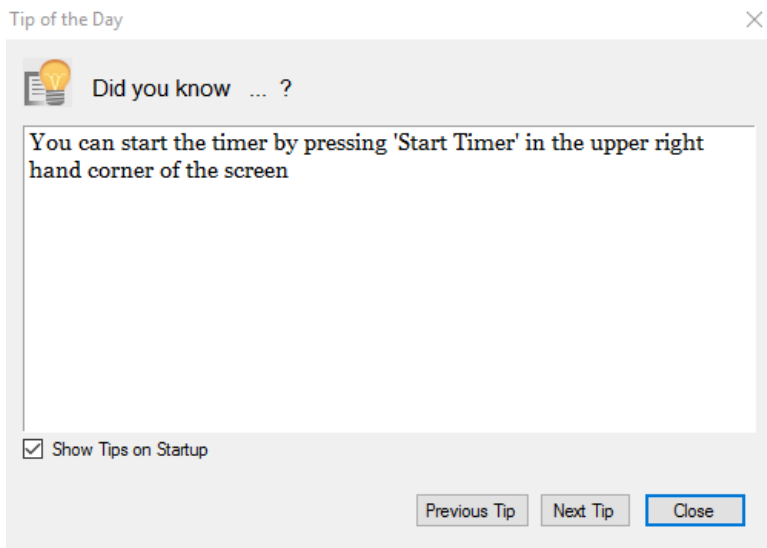 Tip of the Day
Did you know ... ?
You can start the timer by pressing 'Start Timer' in the upper right
hand corner of the screen
Show Tips on Startup
Previous Tip Next Tip Close